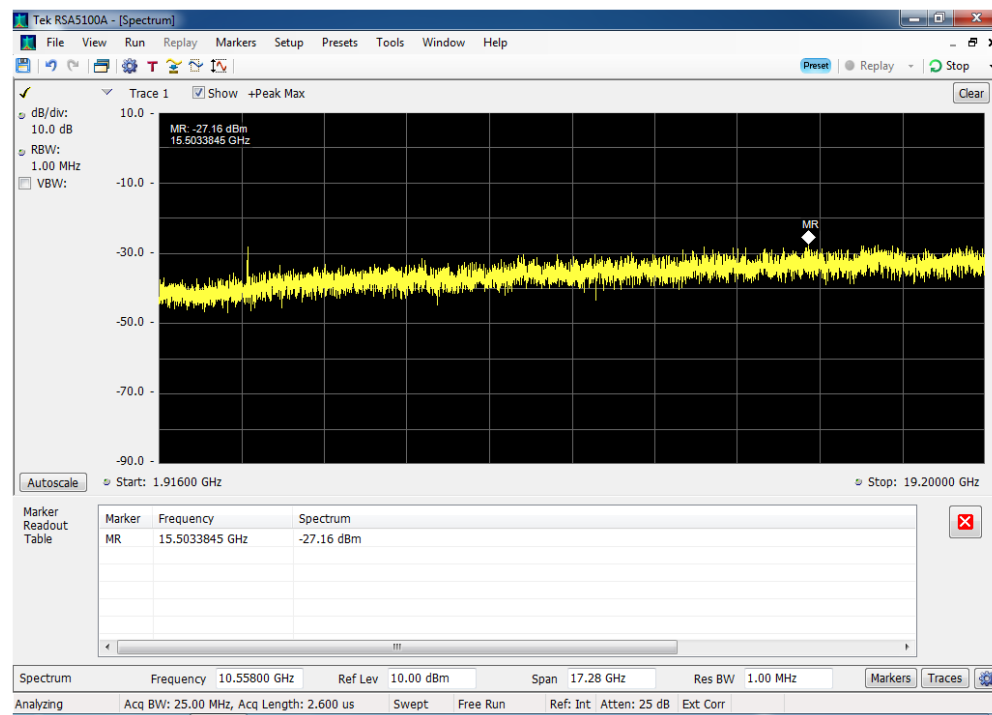 Tek RSA5100A - [Spectrum]
File View Run Replay Markers Setup Presets Tools Window Help
T Preset Replay Stop
Trace 1 Show +Peak Max Clear
dB/div:
10.0 dB
RBW:
1.00 MHz
VBW:
10.0
-10.0
-30.0
-50.0
-70.0
-90.0
MR: -27.16 dBm
15.5033845 GHz
MR
Autoscale Start: 1.91600 GHz Stop: 19.20000 GHz
Marker
Readout
Table
Marker Frequency Spectrum
MR 15.5033845 GHz -27.16 dBm
Spectrum Frequency 10.55800 GHz Ref Lev 10.00 dBm Span 17.28 GHz Res BW 1.00 MHz Markers Traces
Analyzing Acq BW: 25.00 MHz, Acq Length: 2.600 us Swept Free Run Ref: Int Atten: 25 dB Ext Corr